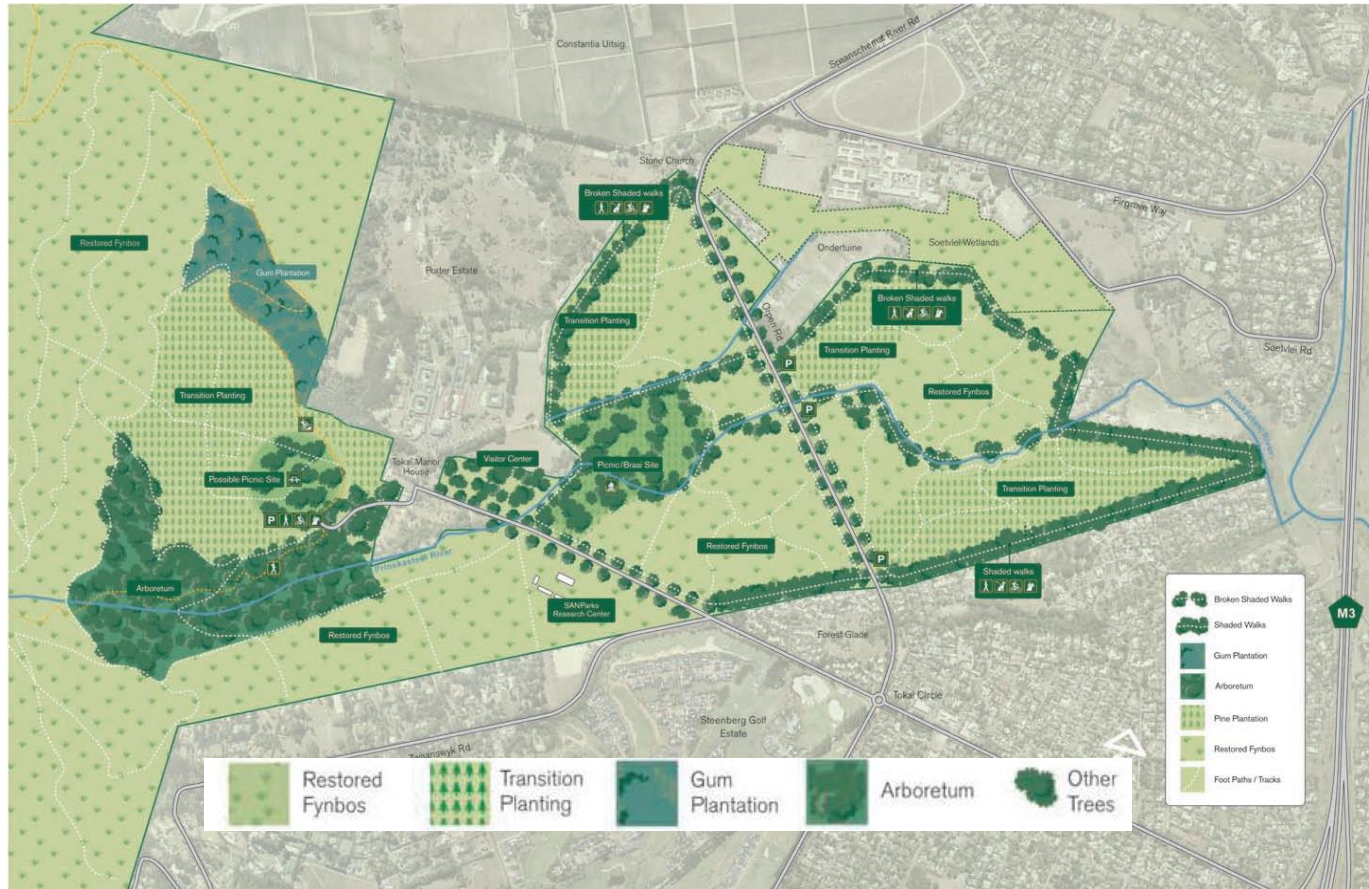 Constantia Uitsig
Spaanschemat River Rd
Stone Church
Broken Shaded walks
Firgrove Way
Restored Fynbos
Ondertuine
Soetvlei Wetlands
Gum Plantation
Porter Estate
Broken Shaded walks
Orpen Rd
Transition Planting
Soetvlei Rd
Transition Planting
P
Transition Planting
Restored Fynbos
P
Prinskasteel River
Tokai Manor
House
Visitor Center
Picnic/Braai Site
Possible Picnic Site
Transition Planting
P
Restored Fynbos
P
Prinskasteel River
Shaded walks
Arboretum
SANParks
Research Center
Restored Fynbos
Forest Glade
Tokai Circle
Steenberg Golf
Estate
Zwaanswyk Rd
M3
Broken Shaded Walks
Shaded Walks
Gum Plantation
Arboretum
Pine Plantation
Restored Fynbos
Foot Paths / Tracks
Restored
Fynbos
Transition
Planting
Gum
Plantation
Arboretum
Other
Trees